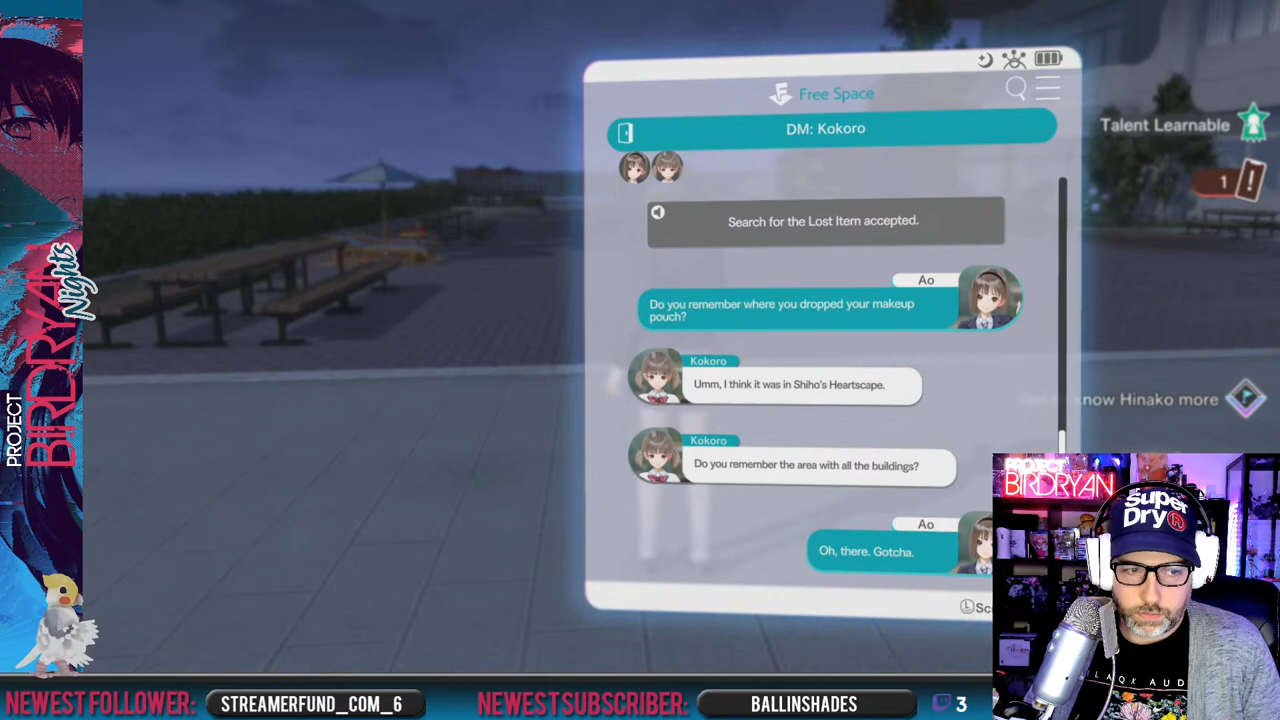 Free Space
DM: Kokoro
Talent Learnable
1
Search for the Lost Item accepted.
Ao
Do you remember where you dropped your makeup
pouch?
Kokoro
Umm, I think it was in Shiho's Heartscape.
know Hinako more
Kokoro
Do you remember the area with all the buildings?
Ao
Oh, there. Gotcha.
L
PROJECT
BIRDRYAN
Nights
PROJECT
BIRDRYAN
Super
Dry
NEWEST FOLLOWER:
STREAMERFUND_COM_6
NEWEST SUBSCRIBER:
BALLINSHADES
3